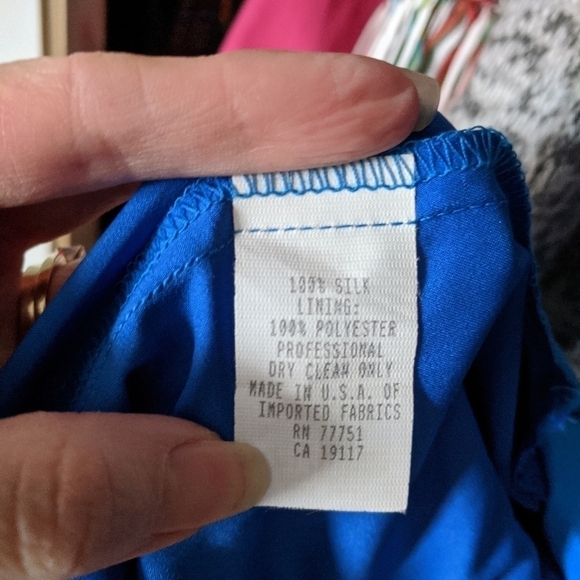 100% SILK
LINING:
100% POLYESTER
PROFESSIONAL
DRY CLEAN ONLY
MADE IN U.S.A. OF
IMPORTED FABRICS
RN 77751
CA 19117